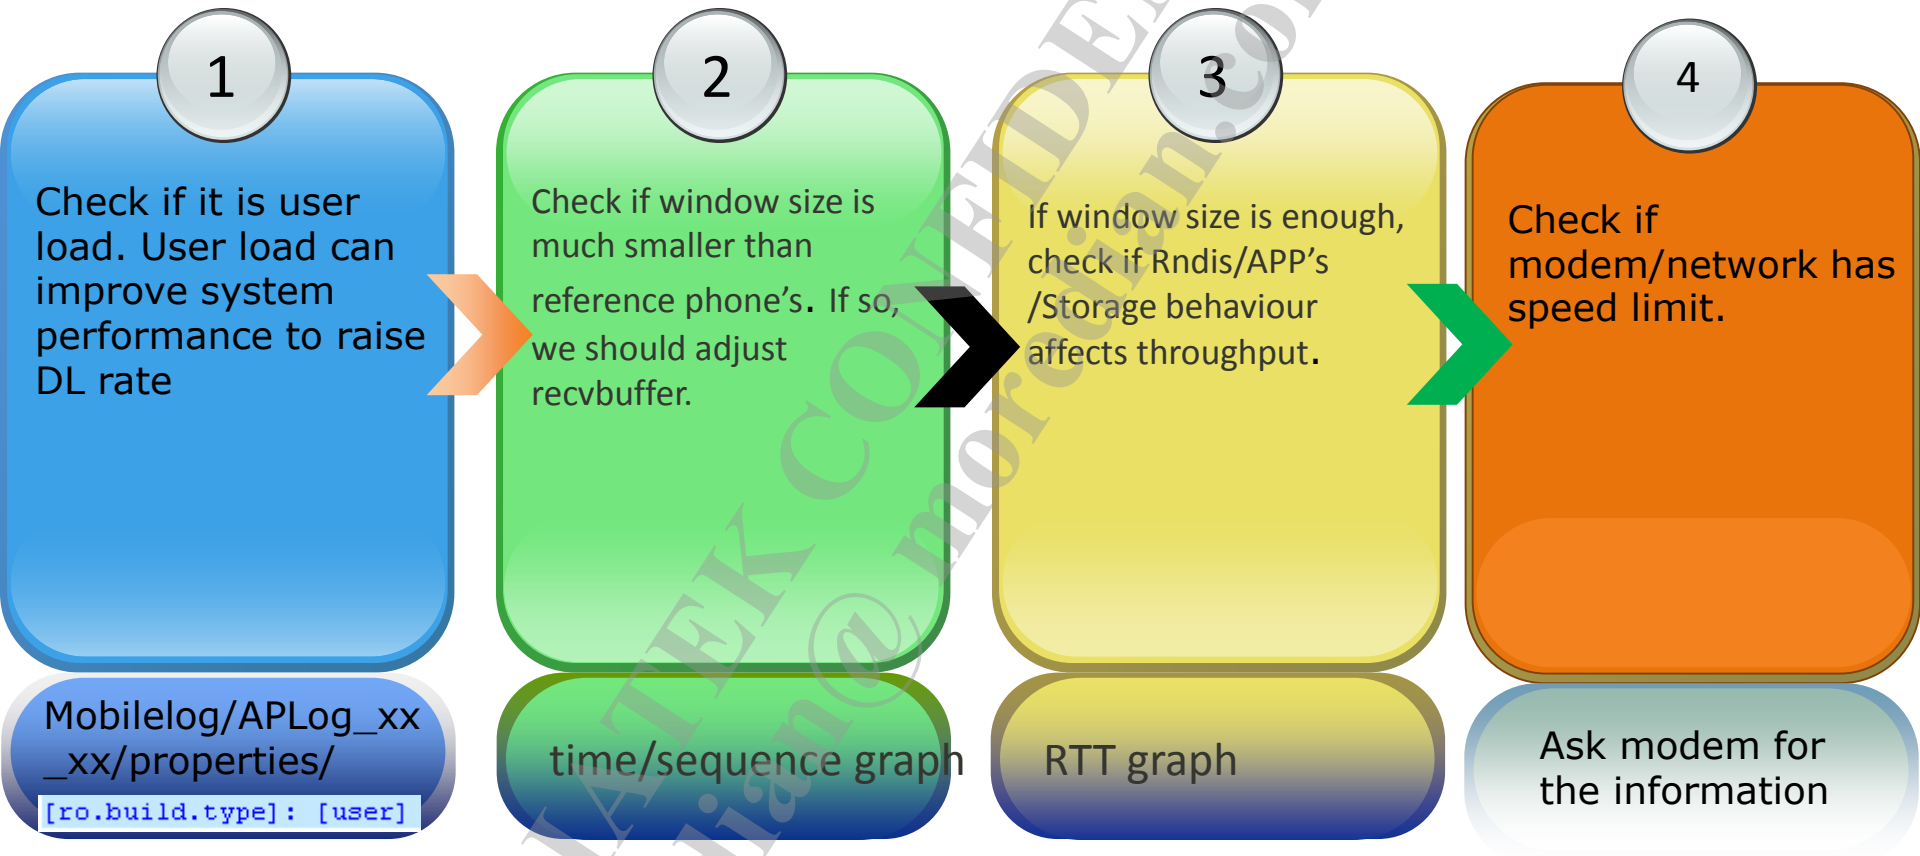 1
Check if it is user
load. User load can
improve system
performance to raise
DL rate
Mobilelog/APLog_xx
_xx/properties/
[ro.build.type]: [user]
2
Check if window size is
much smaller than
reference phone's. If so,
we should adjust
recvbuffer.
time/sequence graph
3
If window size is enough,
check if Rndis/APP's
/Storage behaviour
affects throughput.
RTT graph
4
Check if
modem/network has
speed limit.
Ask modem for
the information